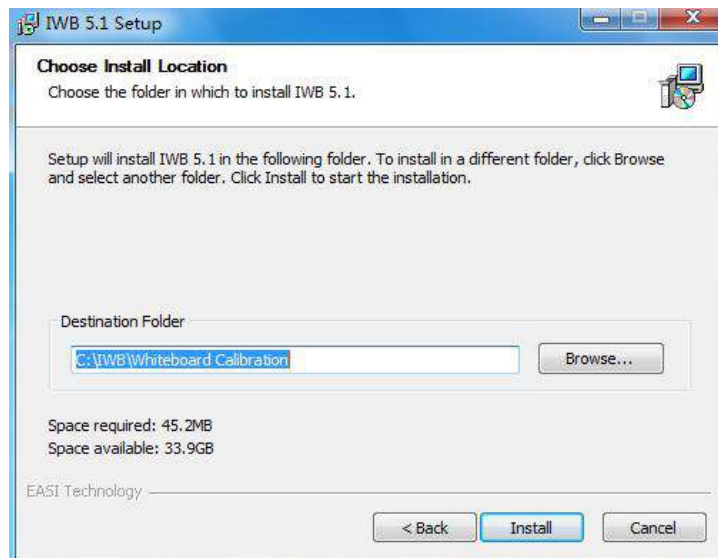 IWB 5.1 Setup
Choose Install Location
Choose the folder in which to install IWB 5.1.
Setup will install IWB 5.1 in the following folder. To install in a different folder, click Browse
and select another folder. Click Install to start the installation.
Destination Folder
C:\IWB\Whiteboard Calibration
Browse...
Space required: 45.2MB
Space available: 33.9GB
EASI Technology
< Back
Install
Cancel